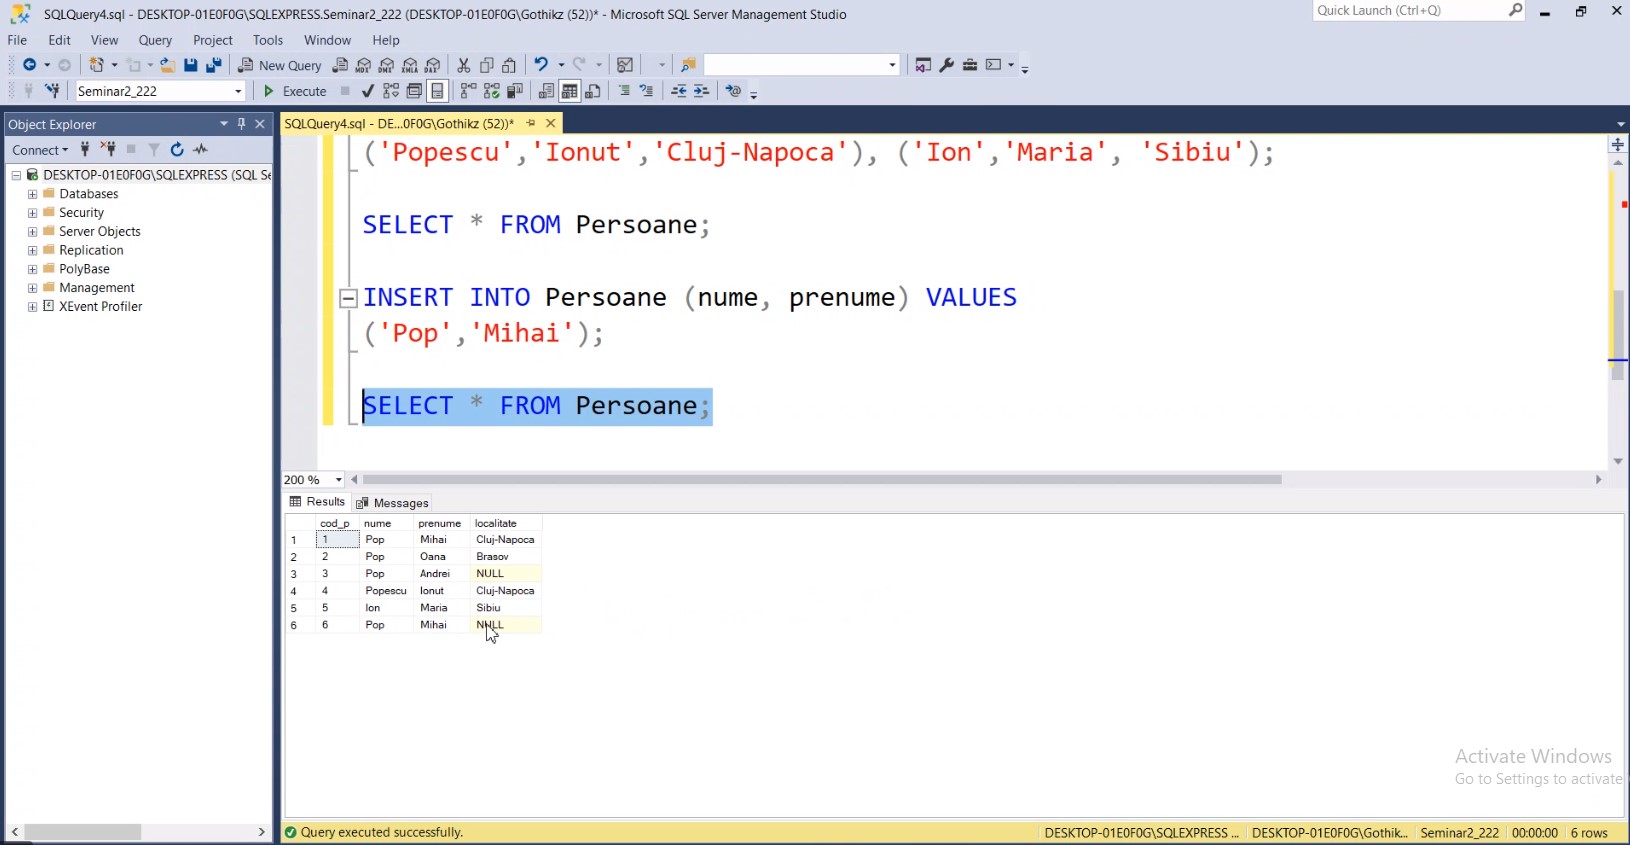 SQLQuery4.sql - DESKTOP-01E0F0G\SQLEXPRESS.Seminar2_222 (DESKTOP-01E0F0G\Gothikz (52))* - Microsoft SQL Server Management Studio
Quick Launch (Ctrl+Q)
File Edit View Query Project Tools Window Help
New Query MDX DMX XMLA DAX
Seminar2_222 Execute
Object Explorer
SQLQuery4.sql - DE...0F0G\Gothikz (52))*
Connect
DESKTOP-01E0F0G\SQLEXPRESS (SQL Se
Databases
Security
Server Objects
Replication
PolyBase
Management
XEvent Profiler
('Popescu','Ionut','Cluj-Napoca'), ('Ion','Maria', 'Sibiu');
SELECT * FROM Persoane;
INSERT INTO Persoane (nume, prenume) VALUES
('Pop','Mihai');
SELECT * FROM Persoane;
200 %
Results Messages
cod_p nume prenume localitate
1 1 Pop Mihai Cluj-Napoca
2 2 Pop Oana Brasov
3 3 Pop Andrei NULL
4 4 Popescu Ionut Cluj-Napoca
5 5 Ion Maria Sibiu
6 6 Pop Mihai NULL
Activate Windows
Go to Settings to activate
Query executed successfully.
DESKTOP-01E0F0G\SQLEXPRESS ... DESKTOP-01E0F0G\Gothik... Seminar2_222 00:00:00 6 rows